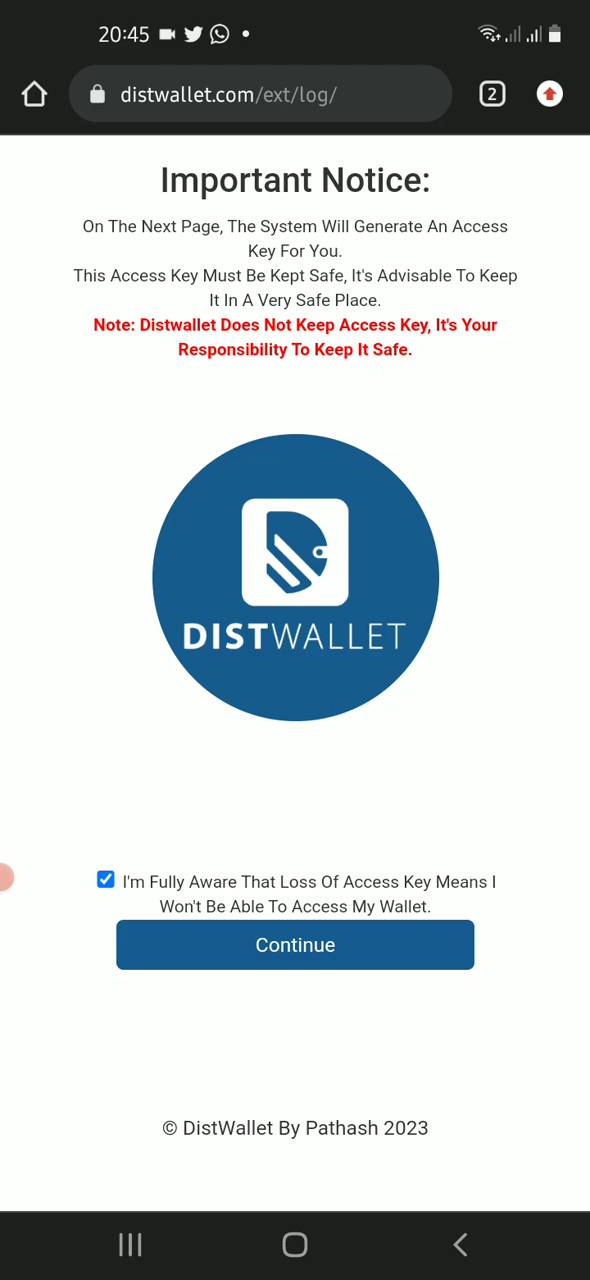 20:45
distwallet.com/ext/log/
2
Important Notice:
On The Next Page, The System Will Generate An Access
Key For You.
This Access Key Must Be Kept Safe, It's Advisable To Keep
It In A Very Safe Place.
Note: Distwallet Does Not Keep Access Key, It's Your
Responsibility To Keep It Safe.
DISTWALLET
I'm Fully Aware That Loss Of Access Key Means I
Won't Be Able To Access My Wallet.
Continue
© DistWallet By Pathash 2023